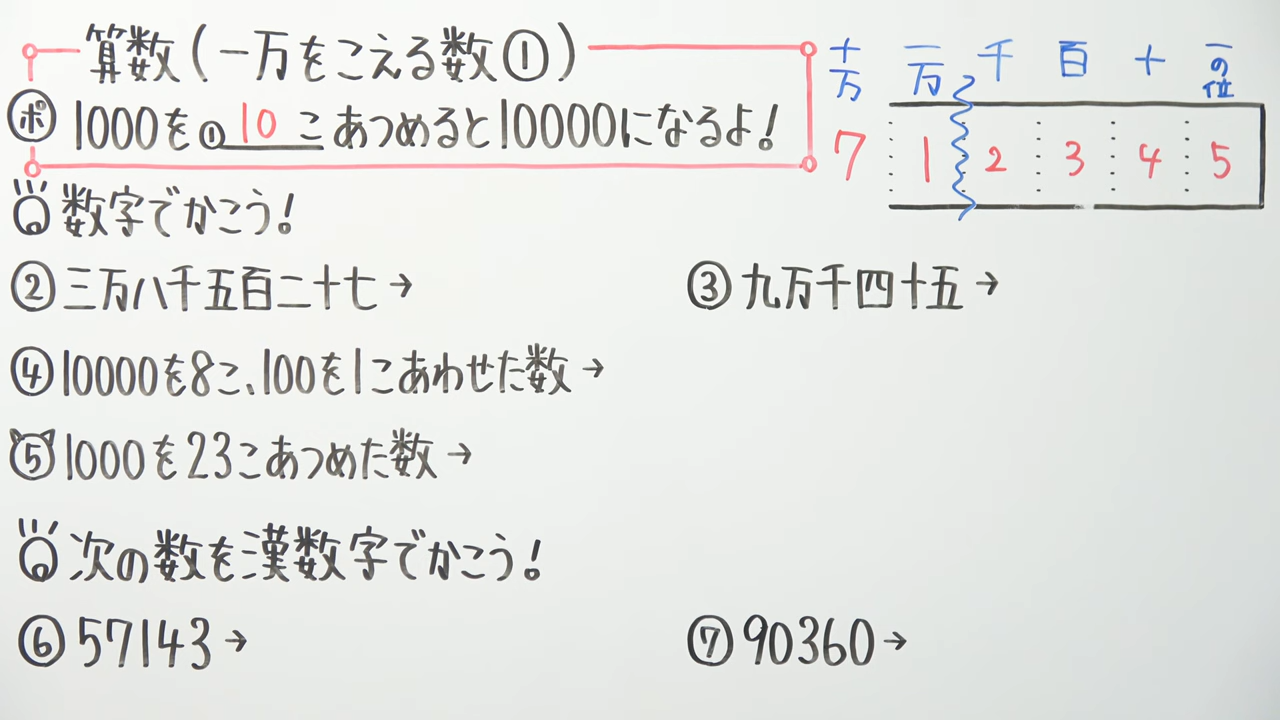 算数(一万をこえる数①)
ポ 1000を① 10 こあつめると10000になるよ!
十万 一万 千 百 十 一の位
7 1 2 3 4 5
数字でかこう!
②三万八千五百二十七→
③九万千四十五→
④10000を8こ、100を1こあわせた数→
⑤1000を23こあつめた数→
次の数を漢数字でかこう!
⑥57143→
⑦90360→